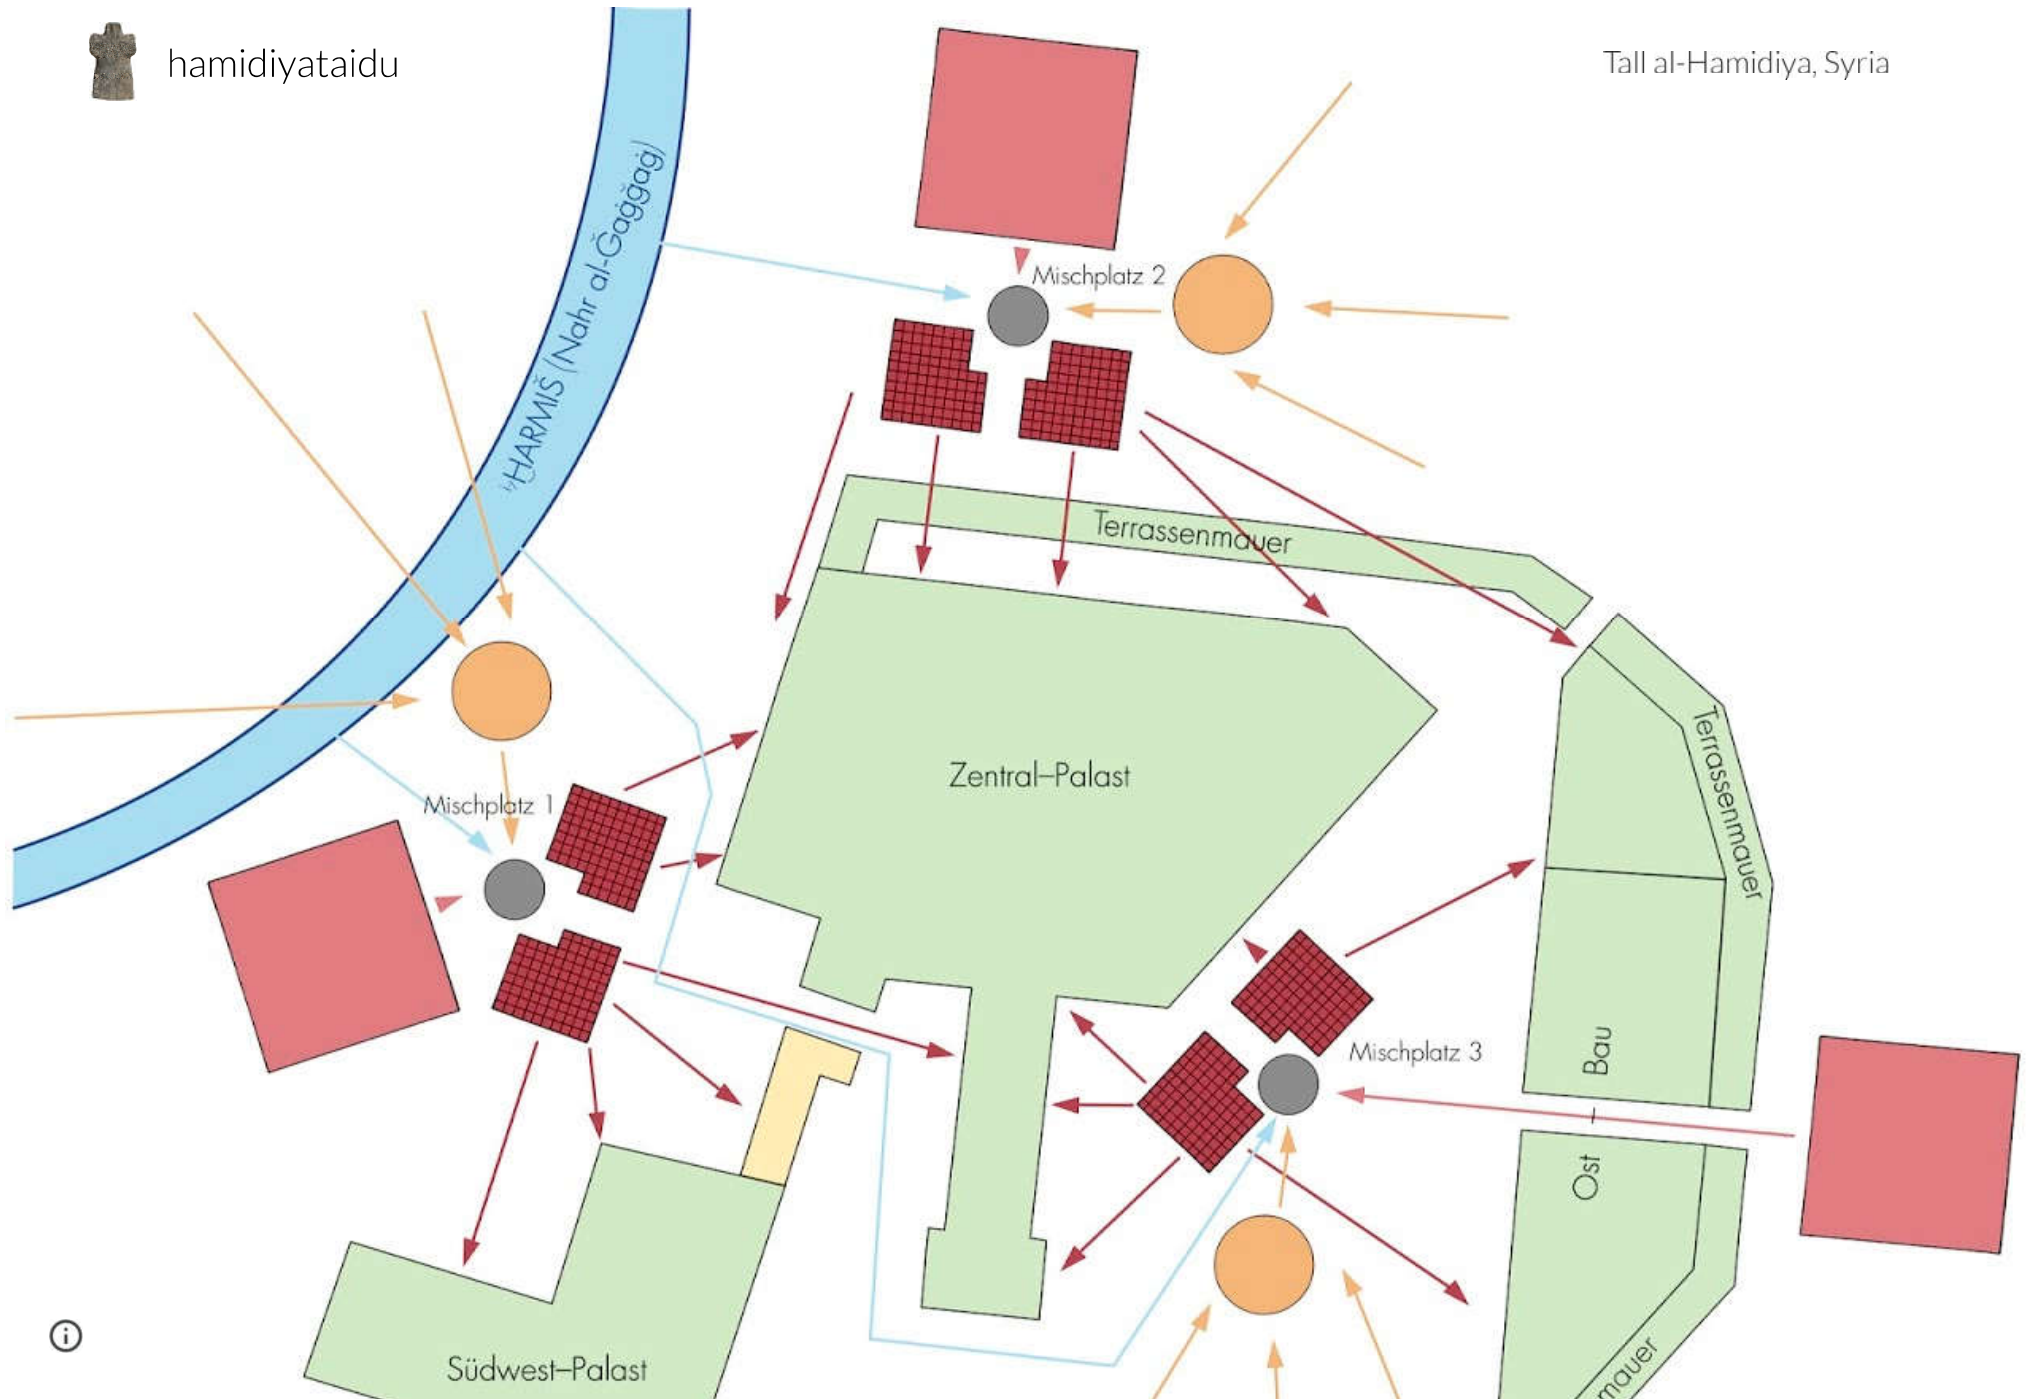 hamidiyataidu
Tall al-Hamidiya, Syria
HARMIŠ (Nahr al-Ǧaġǧaġ)
Mischplatz 2
Terrassenmauer
Terrassenmauer
Zentral–Palast
Mischplatz 1
Mischplatz 3
Ost – Bau
Südwest–Palast
mauer